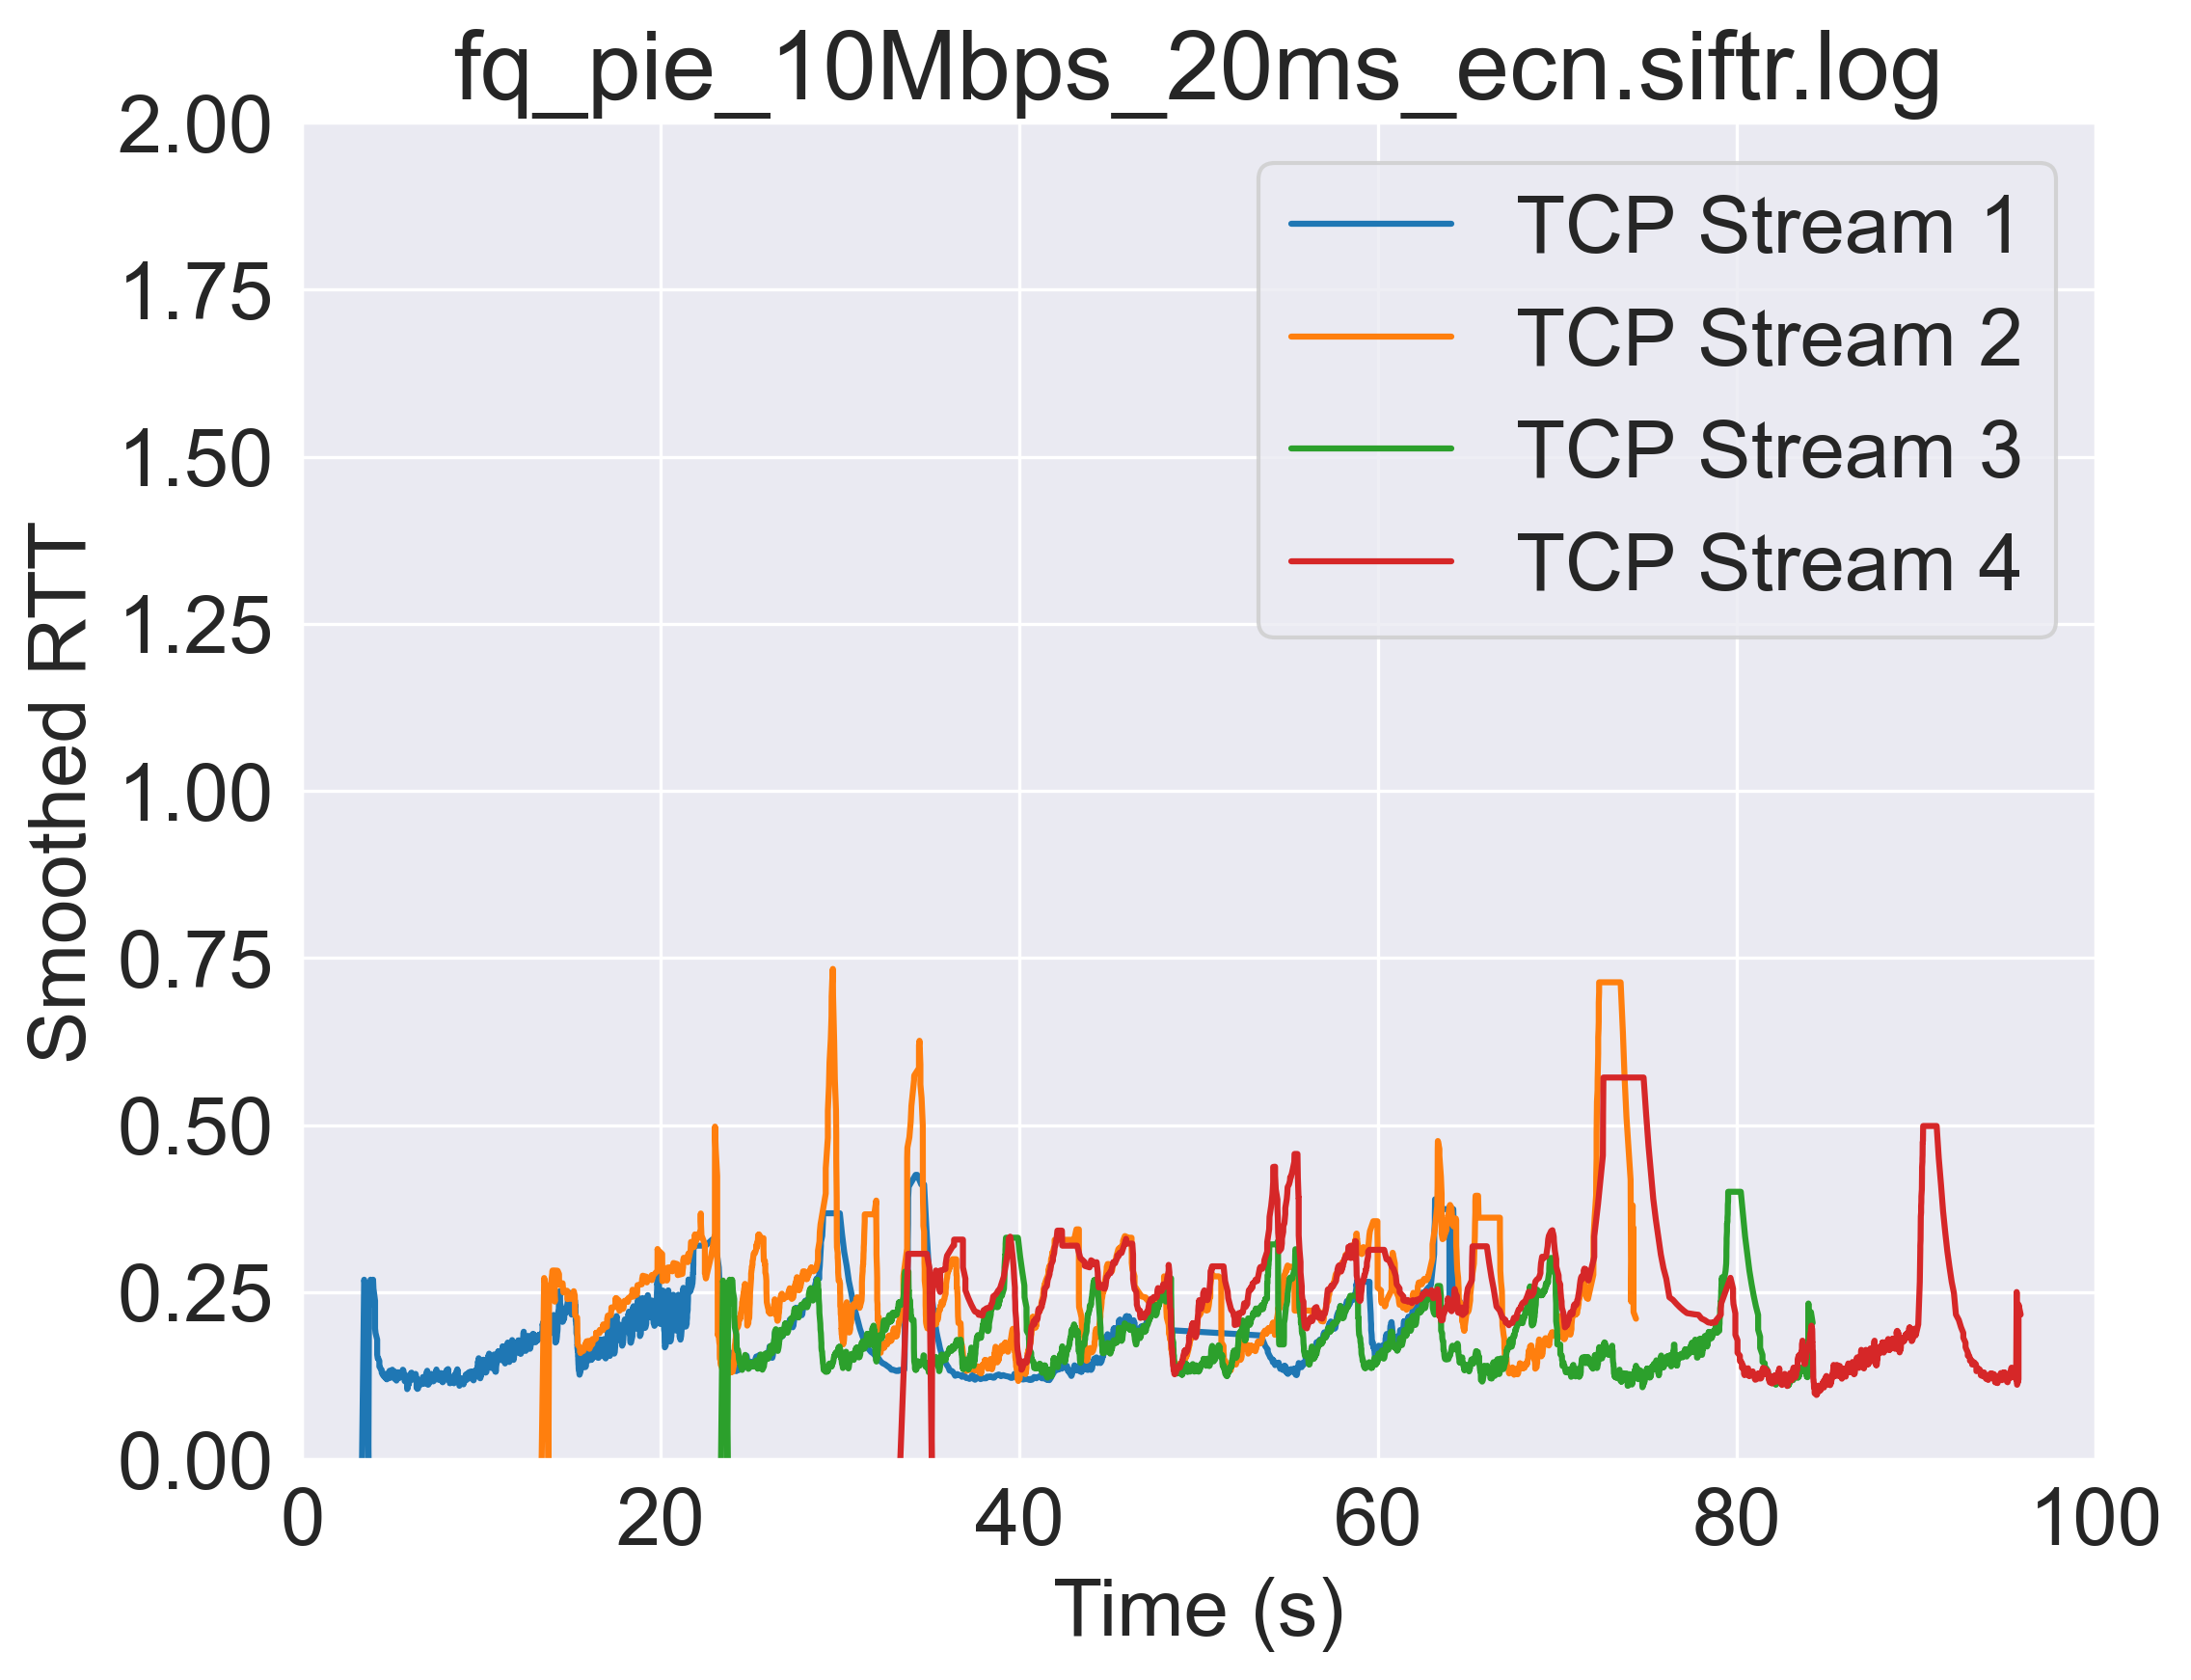 fq_pie_10Mbps_20ms_ecn.siftr.log
2.00
1.75
1.50
1.25
1.00
0.75
0.50
0.25
0.00
Smoothed RTT
TCP Stream 1
TCP Stream 2
TCP Stream 3
TCP Stream 4
0 20 40 60 80 100
Time (s)